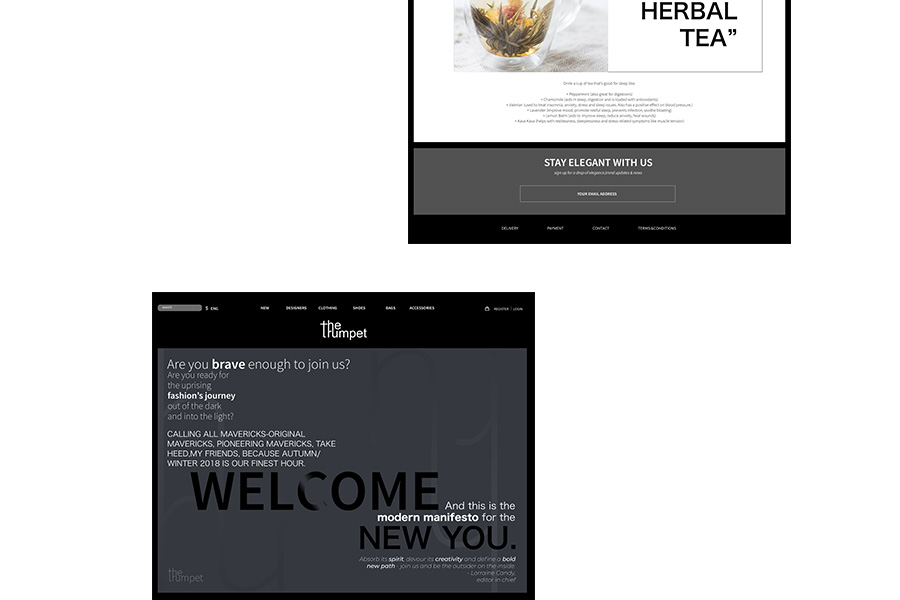 HERBAL
TEA”
Drink a cup of tea that's good for sleep like:
• Peppermint (also great for digestions)
• Chamomile (aids in sleep, digestion and is loaded with antioxidants)
• Valerian (used to treat insomnia, anxiety, stress and sleep issues. Also has a positive effect on blood pressure.)
• Lavender (improve mood, promote restful sleep, prevents infection, soothe bloating)
• Lemon Balm (aids to improve sleep, reduce anxiety, heal wounds)
• Kava Kava (helps with restlessness, sleeplessness and stress-related symptoms like muscle tension)
STAY ELEGANT WITH US
sign up for a drop of elegance,trend updates & news
YOUR EMAIL ADDRESS
DELIVERY PAYMENT CONTACT TERMS&CONDITIONS
$ ENG NEW DESIGNERS CLOTHING SHOES BAGS ACCESSORIES REGISTER | LOGIN
the
trumpet
Are you brave enough to join us?
Are you ready for
the uprising
fashion's journey
out of the dark
and into the light?
CALLING ALL MAVERICKS-ORIGINAL
MAVERICKS, PIONEERING MAVERICKS, TAKE
HEED,MY FRIENDS, BECAUSE AUTUMN/
WINTER 2018 IS OUR FINEST HOUR.
WELCOME
And this is the
modern manifesto for the
NEW YOU.
Absorb its spirit, devour its creativity and define a bold
new path - join us and be the outsider on the inside.
- Lorraine Candy,
editor in chief
the
trumpet